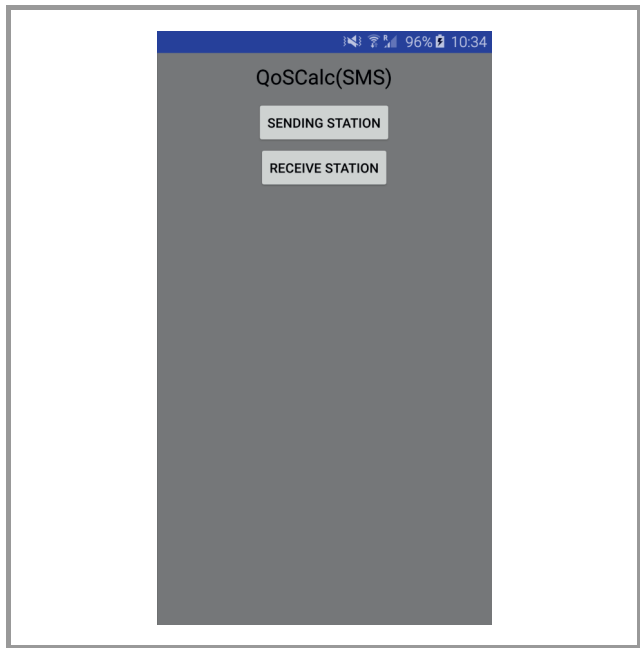 R 96% 10:34
QoSCalc(SMS)
SENDING STATION
RECEIVE STATION